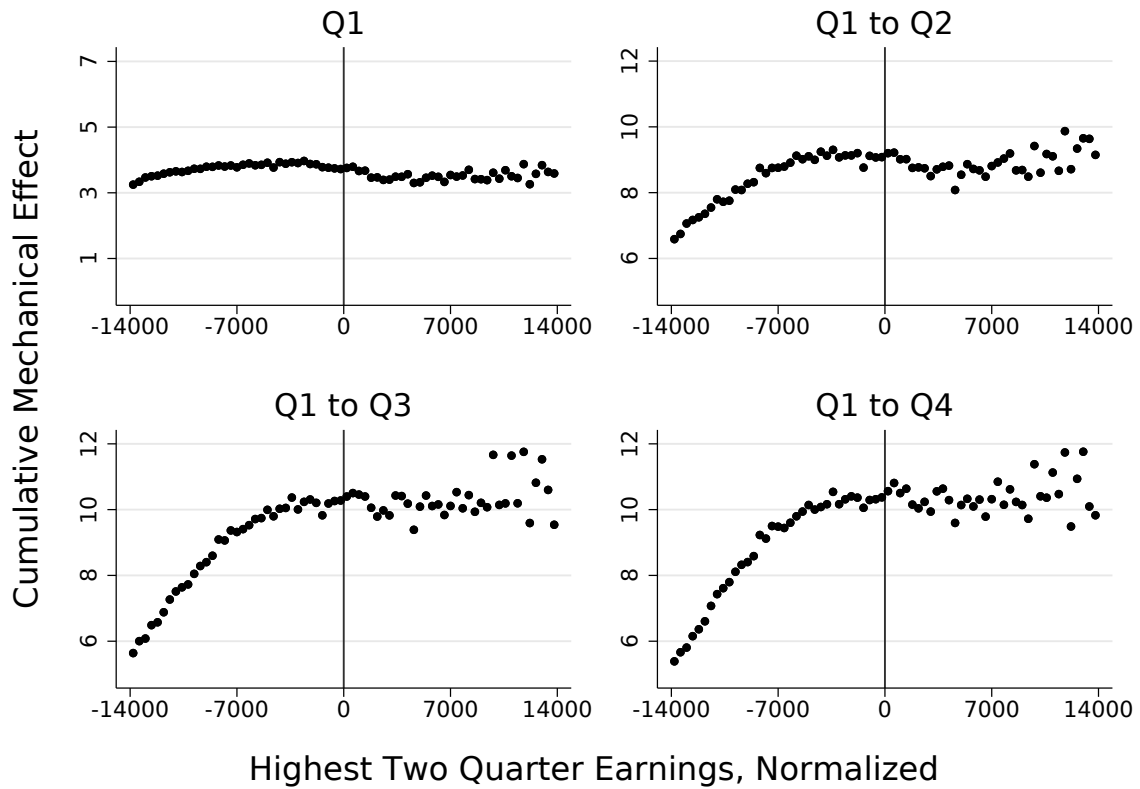 Cumulative Mechanical Effect
Q1
7
5
3
1
-14000 -7000 0 7000 14000
Q1 to Q2
12
10
8
6
-14000 -7000 0 7000 14000
Q1 to Q3
12
10
8
6
-14000 -7000 0 7000 14000
Q1 to Q4
12
10
8
6
-14000 -7000 0 7000 14000
Highest Two Quarter Earnings, Normalized